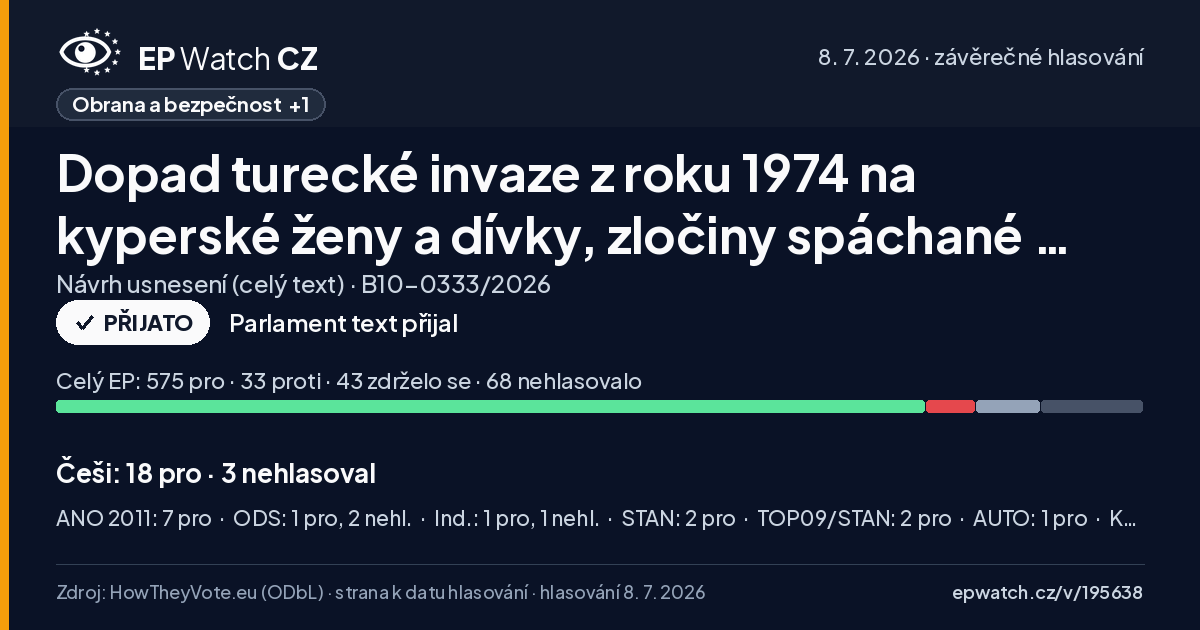 EP Watch CZ
8. 7. 2026 · závěrečné hlasování
Obrana a bezpečnost +1
Dopad turecké invaze z roku 1974 na
kyperské ženy a dívky, zločiny spáchané …
Návrh usnesení (celý text) · B10–0333/2026
✓ PŘIJATO Parlament text přijal
Celý EP: 575 pro · 33 proti · 43 zdrželo se · 68 nehlasovalo
Češi: 18 pro · 3 nehlasoval
ANO 2011: 7 pro · ODS: 1 pro, 2 nehl. · Ind.: 1 pro, 1 nehl. · STAN: 2 pro · TOP09/STAN: 2 pro · AUTO: 1 pro · K…
Zdroj: HowTheyVote.eu (ODbL) · strana k datu hlasování · hlasování 8. 7. 2026
epwatch.cz/v/195638